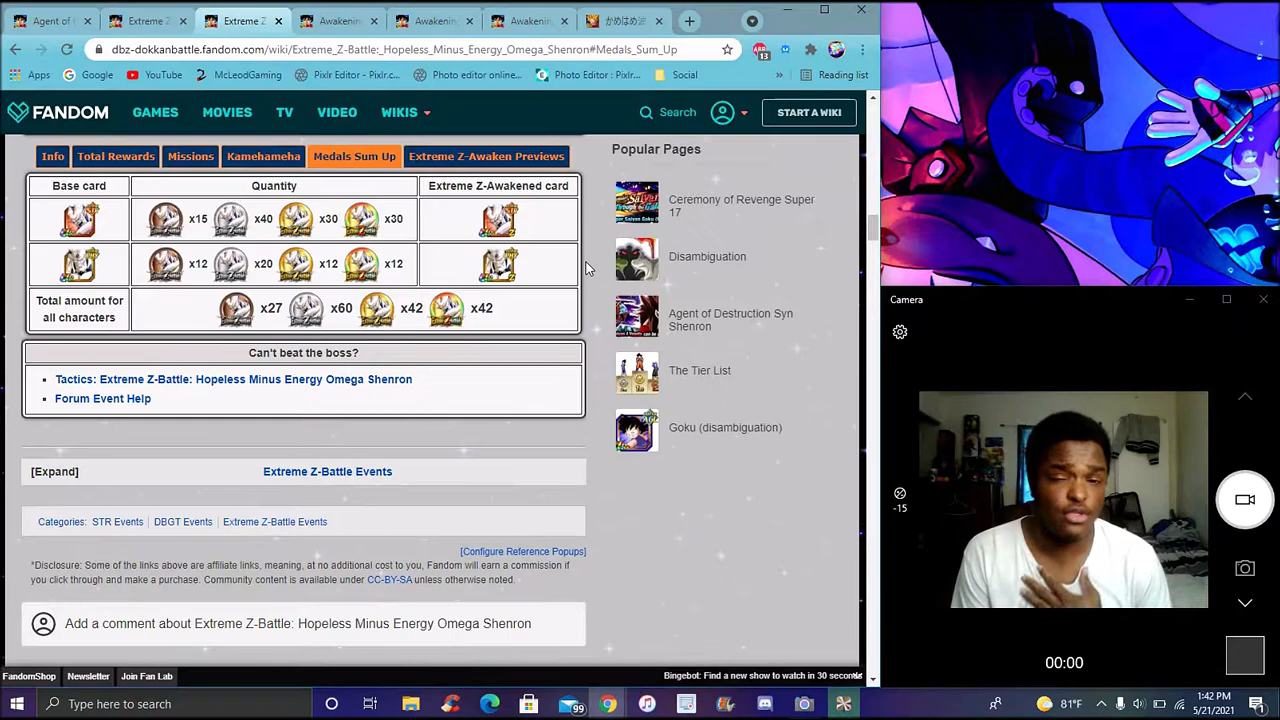 Agent of
Extreme Z
Extreme Z
Awakening
Awakening
Awakening
かめはめ
dbz-dokkanbattle.fandom.com/wiki/Extreme_Z-Battle:_Hopeless_Minus_Energy_Omega_Shenron#Medals_Sum_Up
ABP
13
Apps
Google
YouTube
McLeodGaming
Pixlr Editor - Pixlr.c...
Photo editor online...
Photo Editor : Pixlr...
Social
»
Reading list
FANDOM
GAMES
MOVIES
TV
VIDEO
WIKIS
Search
START A WIKI
Info
Total Rewards
Missions
Kamehameha
Medals Sum Up
Extreme Z-Awaken Previews
Base card
Quantity
Extreme Z-Awakened card
x15
x40
x30
x30
x12
x20
x12
x12
Total amount for
all characters
x27
x60
x42
x42
Can't beat the boss?
Tactics: Extreme Z-Battle: Hopeless Minus Energy Omega Shenron
Forum Event Help
[Expand]
Extreme Z-Battle Events
Categories: STR Events
DBGT Events
Extreme Z-Battle Events
[Configure Reference Popups]
*Disclosure: Some of the links above are affiliate links, meaning, at no additional cost to you, Fandom will earn a commission if
you click through and make a purchase. Community content is available under CC-BY-SA unless otherwise noted.
Add a comment about Extreme Z-Battle: Hopeless Minus Energy Omega Shenron
Popular Pages
Ceremony of Revenge Super
17
Disambiguation
Agent of Destruction Syn
Shenron
The Tier List
Goku (disambiguation)
FandomShop
Newsletter
Join Fan Lab
Bingebot: Find a new show to watch in 30 seconds
Camera
-15
00:00
Type here to search
99
81°F
1:42 PM
5/21/2021